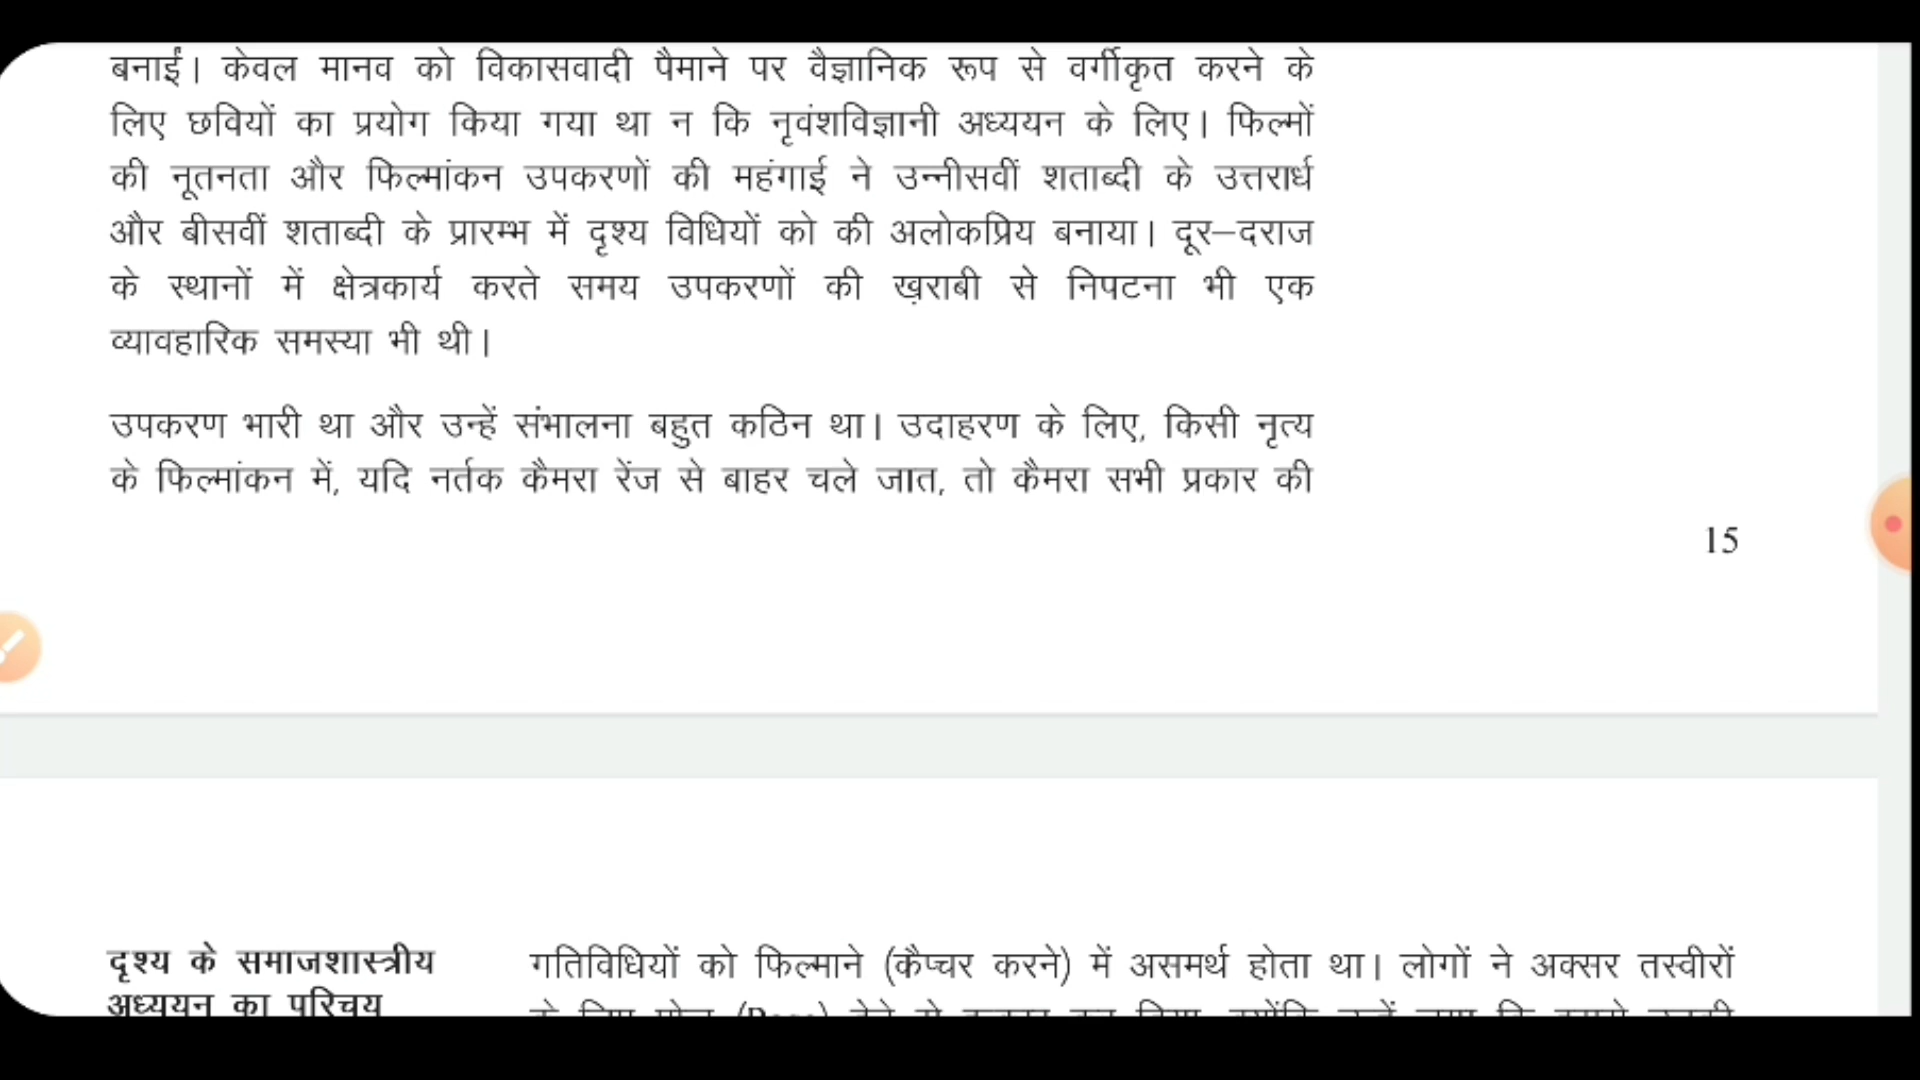 बनाईं। केवल मानव को विकासवादी पैमाने पर वैज्ञानिक रूप से वर्गीकृत करने के
लिए छवियों का प्रयोग किया गया था न कि नृवंशविज्ञानी अध्ययन के लिए। फिल्मों
की नूतनता और फिल्मांकन उपकरणों की महंगाई ने उन्नीसवीं शताब्दी के उत्तरार्ध
और बीसवीं शताब्दी के प्रारम्भ में दृश्य विधियों को की अलोकप्रिय बनाया। दूर–दराज
के स्थानों में क्षेत्रकार्य करते समय उपकरणों की ख़राबी से निपटना भी एक
व्यावहारिक समस्या भी थी।
उपकरण भारी था और उन्हें संभालना बहुत कठिन था। उदाहरण के लिए, किसी नृत्य
के फिल्मांकन में, यदि नर्तक कैमरा रेंज से बाहर चले जात, तो कैमरा सभी प्रकार की
15
दृश्य के समाजशास्त्रीय
अध्ययन का परिचय
गतिविधियों को फिल्माने (कैप्चर करने) में असमर्थ होता था। लोगों ने अक्सर तस्वीरों